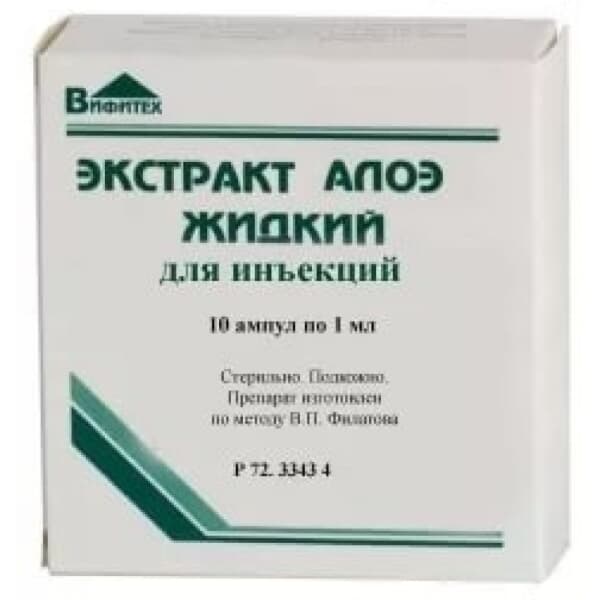 ВИФИТЕХ
ЭКСТРАКТ АЛОЭ
ЖИДКИЙ
для инъекций
10 ампул по 1 мл
Стерильно. Подкожно.
Препарат изготовлен
по методу В.П. Филатова
Р 72. 3343 4